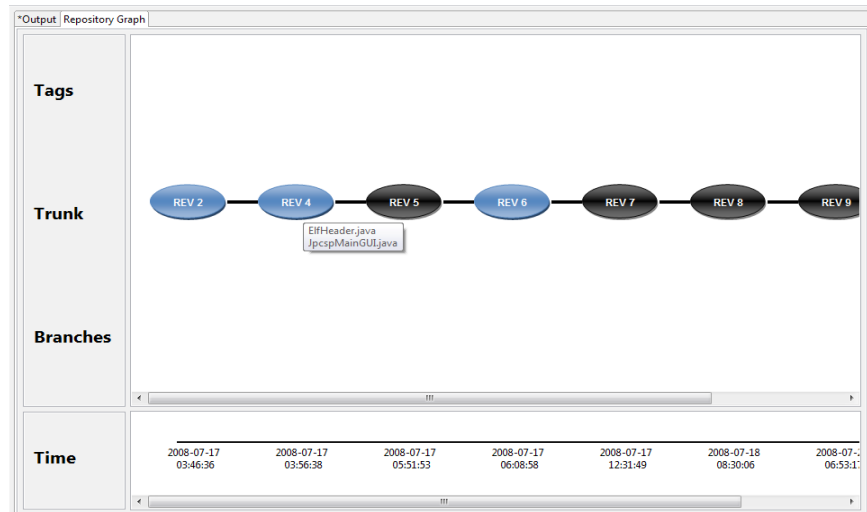 *Output Repository Graph
Tags
Trunk
Branches
REV 2 REV 4 REV 5 REV 6 REV 7 REV 8 REV 9
ElfHeader.java
JpcspMainGUI.java
Time
2008-07-17 2008-07-17 2008-07-17 2008-07-17 2008-07-17 2008-07-18
03:46:36 03:56:38 05:51:53 06:08:58 12:31:49 08:30:06